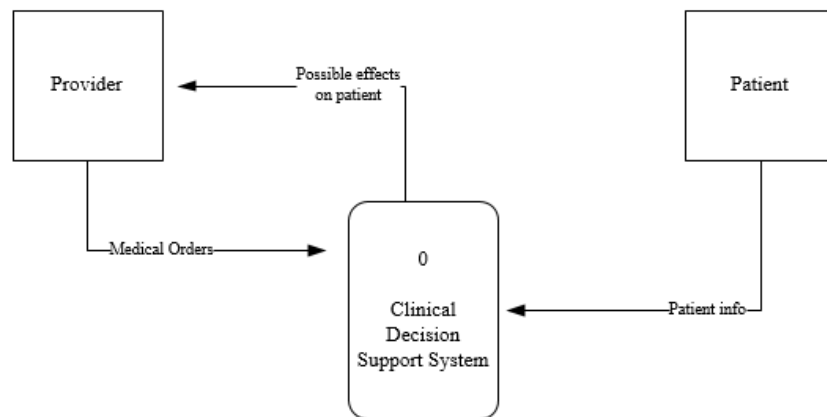 Provider
Possible effects
on patient
Patient
Medical Orders
0
Clinical
Decision
Support System
Patient info